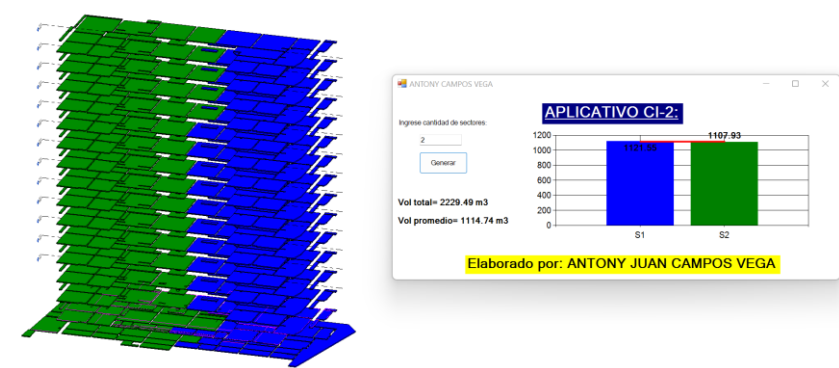 ANTONY CAMPOS VEGA
APLICATIVO CI-2:
Ingrese cantidad de sectores:
2
Generar
Vol total= 2229.49 m3
Vol promedio= 1114.74 m3
1200
1000
800
600
400
200
0
1107.93
S1
S2
Elaborado por: ANTONY JUAN CAMPOS VEGA